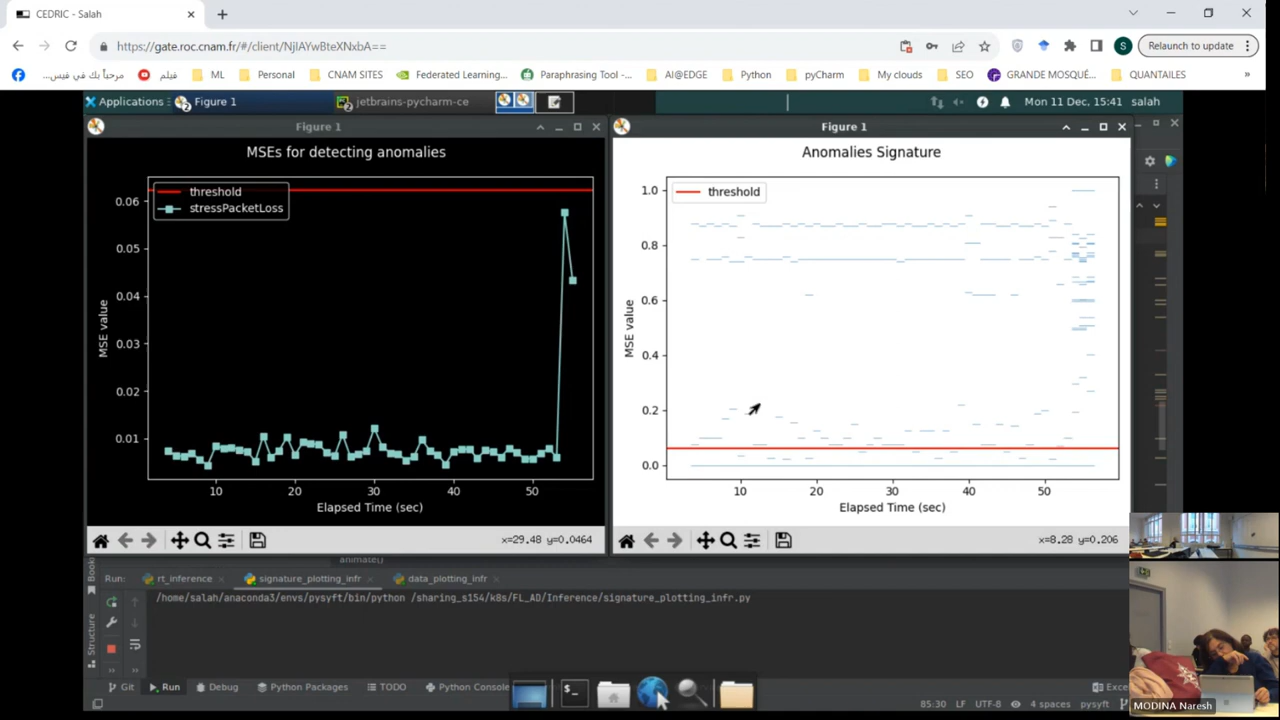 CEDRIC - Salah
https://gate.roc.cnam.fr/#/client/NjIAYwBteXNxbA==
S
Relaunch to update
مرحباً بك في فيس...
فيلم
ML
Personal
CNAM SITES
Federated Learning...
Paraphrasing Tool -...
AI@EDGE
Python
pyCharm
My clouds
SEO
GRANDE MOSQUÉ...
QUANTAILES
»
Applications
Figure 1
jetbrains-pycharm-ce
Mon 11 Dec, 15:41
salah
Figure 1
MSEs for detecting anomalies
threshold
stressPacketLoss
0.06
0.05
0.04
0.03
0.02
0.01
MSE value
10 20 30 40 50
Elapsed Time (sec)
x=29.48 y=0.0464
Figure 1
Anomalies Signature
threshold
1.0
0.8
0.6
0.4
0.2
0.0
MSE value
10 20 30 40 50
Elapsed Time (sec)
x=8.28 y=0.206
animate()
Run:
rt_inference
signature_plotting_infr
data_plotting_infr
/home/salah/anaconda3/envs/pysyft/bin/python /sharing_s154/k8s/FL_AD/Inference/signature_plotting_infr.py
Structure
Git
Run
Debug
Python Packages
TODO
Python Console
85:30 LF UTF-8 4 spaces pysyft
MODINA Naresh